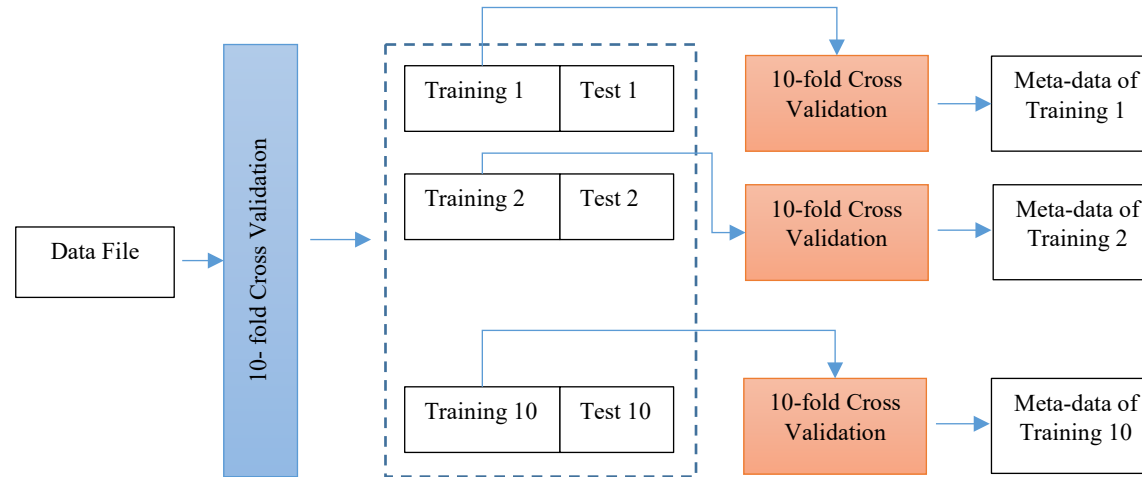 Data File
10- fold Cross Validation
Training 1
Test 1
10-fold Cross
Validation
Meta-data of
Training 1
Training 2
Test 2
10-fold Cross
Validation
Meta-data of
Training 2
Training 10
Test 10
10-fold Cross
Validation
Meta-data of
Training 10